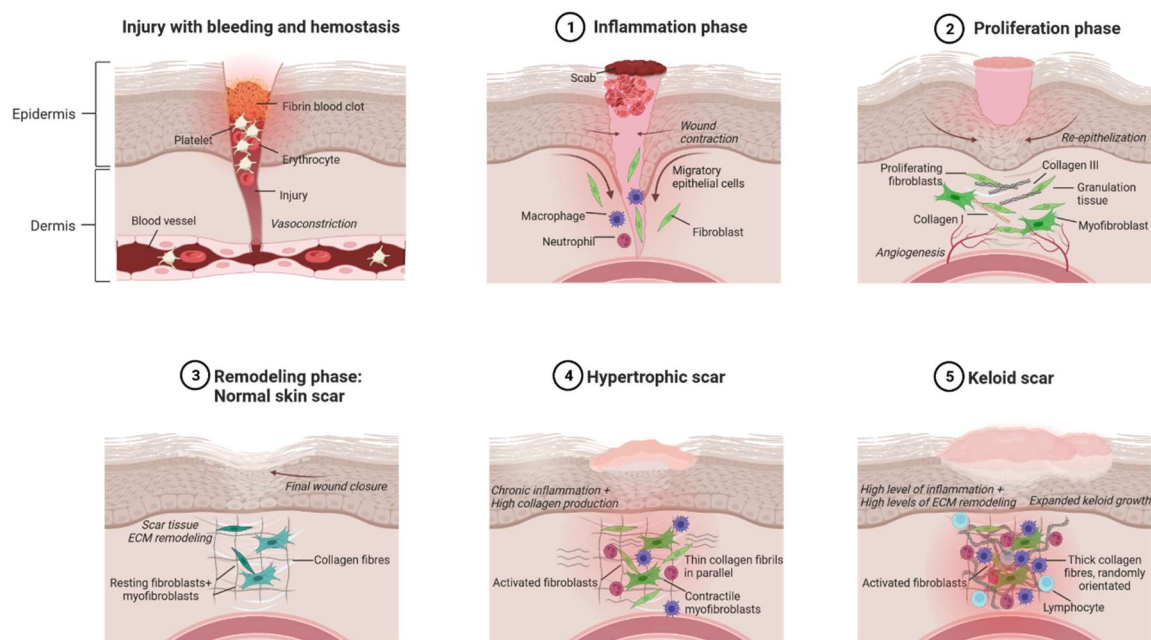 Injury with bleeding and hemostasis
Epidermis
Dermis
Fibrin blood clot
Platelet
Erythrocyte
Injury
Vasoconstriction
Blood vessel
1 Inflammation phase
Scab
Wound
contraction
Migratory
epithelial cells
Macrophage
Neutrophil
Fibroblast
2 Proliferation phase
Re-epithelization
Proliferating
fibroblasts
Collagen III
Granulation
tissue
Collagen I
Myofibroblast
Angiogenesis
3 Remodeling phase:
Normal skin scar
Final wound closure
Scar tissue
ECM remodeling
Collagen fibres
Resting fibroblasts+
myofibroblasts
4 Hypertrophic scar
Chronic inflammation +
High collagen production
Thin collagen fibrils
in parallel
Activated fibroblasts
Contractile
myofibroblasts
5 Keloid scar
High level of inflammation +
High levels of ECM remodeling
Expanded keloid growth
Thick collagen
fibres, randomly
orientated
Activated fibroblasts
Lymphocyte